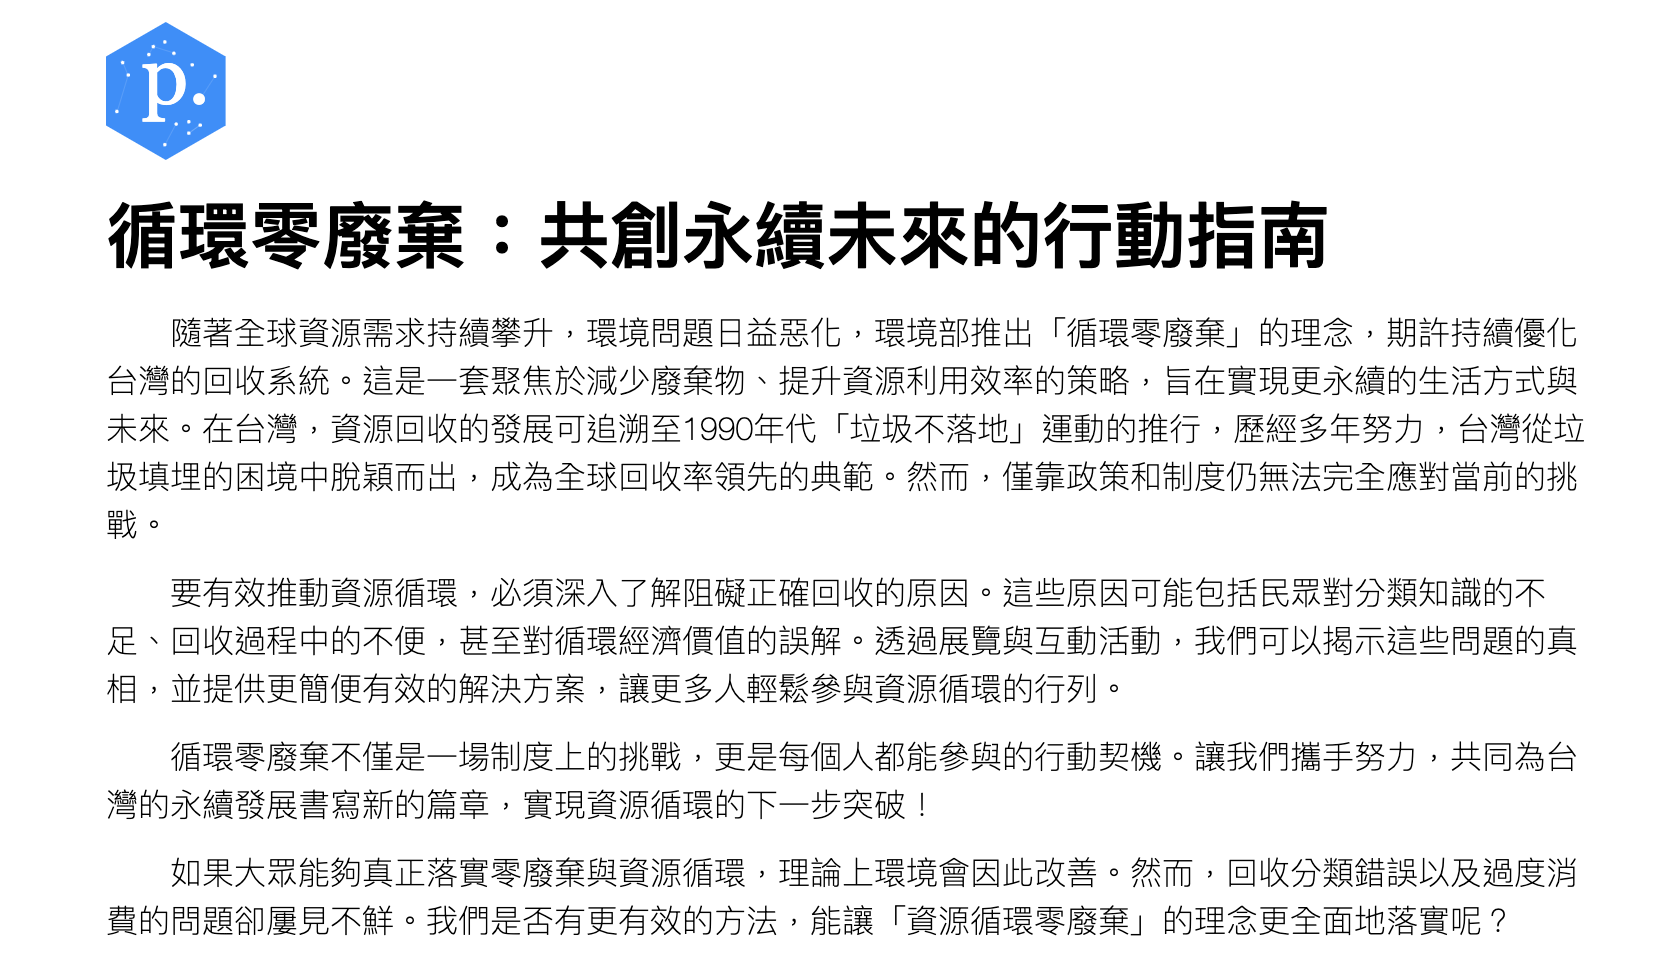 p.
循環零廢棄：共創永續未來的行動指南
隨著全球資源需求持續攀升，環境問題日益惡化，環境部推出「循環零廢棄」的理念，期許持續優化
台灣的回收系統。這是一套聚焦於減少廢棄物、提升資源利用效率的策略，旨在實現更永續的生活方式與
未來。在台灣，資源回收的發展可追溯至1990年代「垃圾不落地」運動的推行，歷經多年努力，台灣從垃
圾填埋的困境中脫穎而出，成為全球回收率領先的典範。然而，僅靠政策和制度仍無法完全應對當前的挑
戰。
要有效推動資源循環，必須深入了解阻礙正確回收的原因。這些原因可能包括民眾對分類知識的不
足、回收過程中的不便，甚至對循環經濟價值的誤解。透過展覽與互動活動，我們可以揭示這些問題的真
相，並提供更簡便有效的解決方案，讓更多人輕鬆參與資源循環的行列。
循環零廢棄不僅是一場制度上的挑戰，更是每個人都能參與的行動契機。讓我們攜手努力，共同為台
灣的永續發展書寫新的篇章，實現資源循環的下一步突破！
如果大眾能夠真正落實零廢棄與資源循環，理論上環境會因此改善。然而，回收分類錯誤以及過度消
費的問題卻屢見不鮮。我們是否有更有效的方法，能讓「資源循環零廢棄」的理念更全面地落實呢？